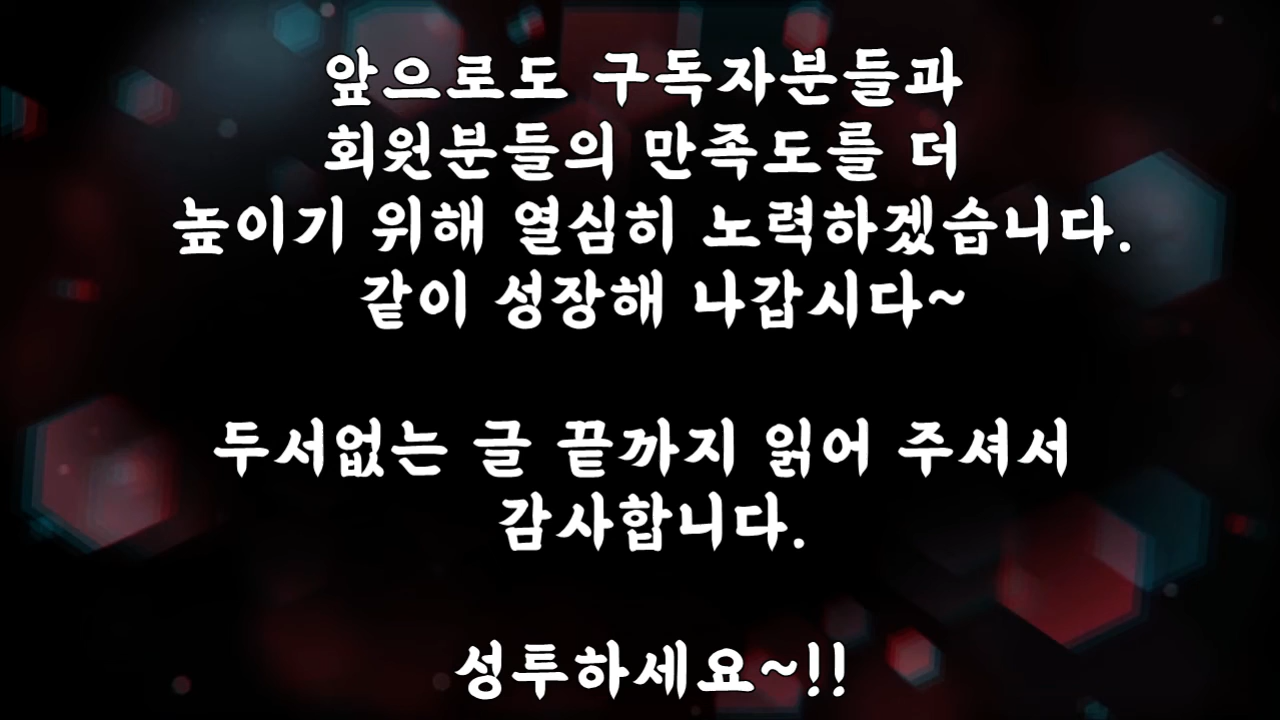 앞으로도 구독자분들과
회원분들의 만족도를 더
높이기 위해 열심히 노력하겠습니다.
같이 성장해 나갑시다~
두서없는 글 끝까지 읽어 주셔서
감사합니다.
성투하세요~!!